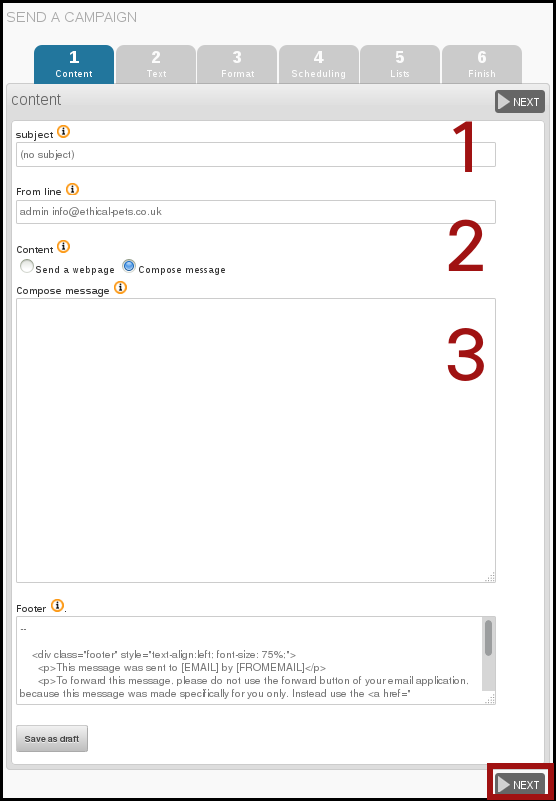 SEND A CAMPAIGN
1 2 3 4 5 6
Content Text Format Scheduling Lists Finish
content
NEXT
subject
(no subject)
1
From line
admin info@ethical-pets.co.uk
2
Content
Send a webpage Compose message
Compose message
3
Footer .
--
<div class="footer" style="text-align:left; font-size: 75%;">
<p>This message was sent to [EMAIL] by [FROMEMAIL]</p>
<p>To forward this message, please do not use the forward button of your email application,
because this message was made specifically for you only. Instead use the <a href="
Save as draft
NEXT